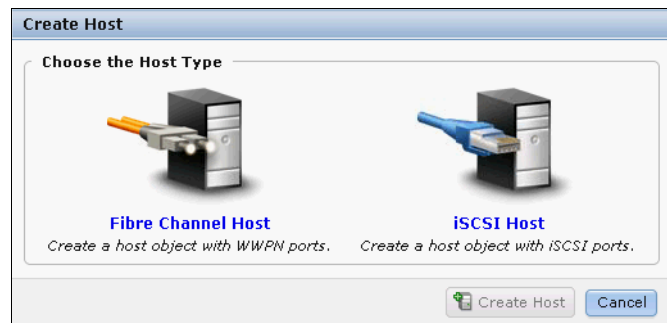 Create Host
Choose the Host Type
Fibre Channel Host
Create a host object with WWPN ports.
iSCSI Host
Create a host object with iSCSI ports.
Create Host
Cancel